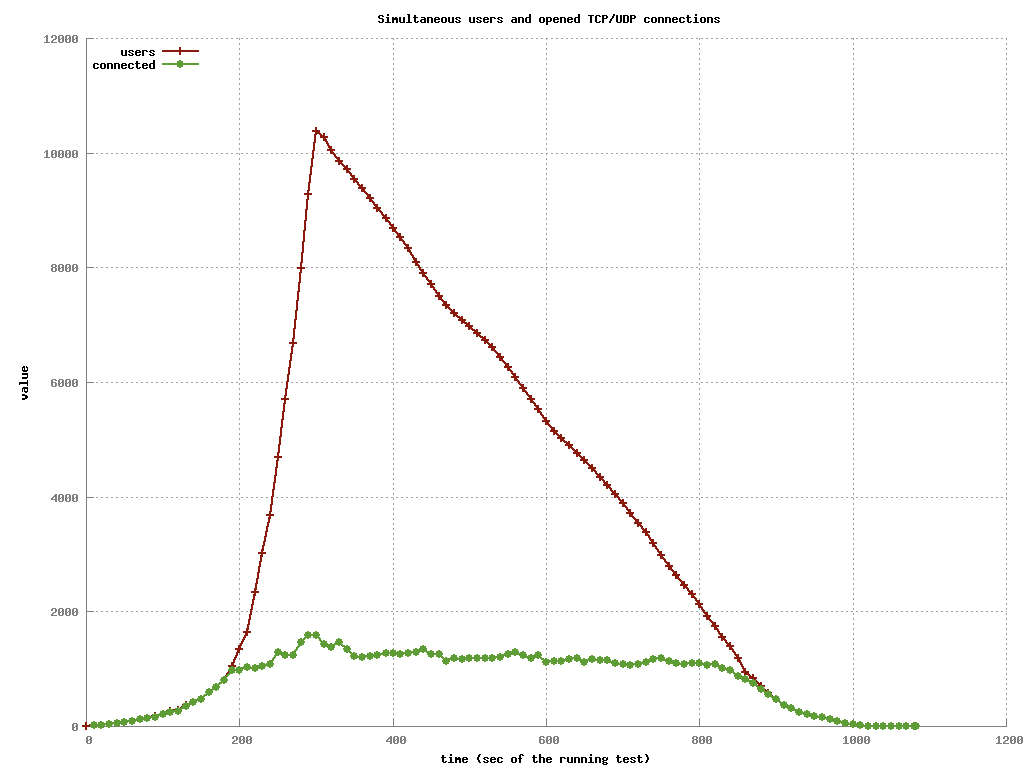 Simultaneous users and opened TCP/UDP connections
users
connected
12000
10000
8000
6000
4000
2000
0
value
0 200 400 600 800 1000 1200
time (sec of the running test)